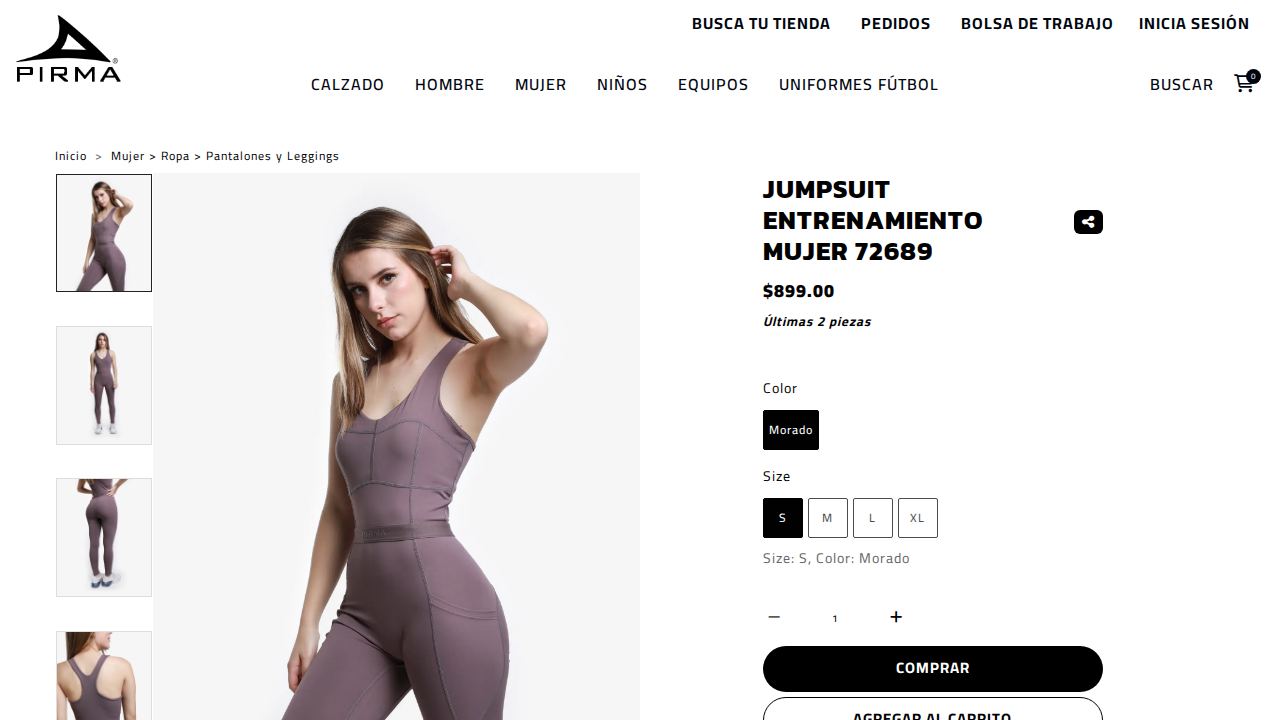 BUSCA TU TIENDA PEDIDOS BOLSA DE TRABAJO INICIA SESIÓN
PIRMA®
CALZADO HOMBRE MUJER NIÑOS EQUIPOS UNIFORMES FÚTBOL BUSCAR 0
Inicio > Mujer > Ropa > Pantalones y Leggings
JUMPSUIT
ENTRENAMIENTO
MUJER 72689
$899.00
Últimas 2 piezas
Color
Morado
Size
S M L XL
Size: S, Color: Morado
− 1 +
COMPRAR
AGREGAR AL CARRITO